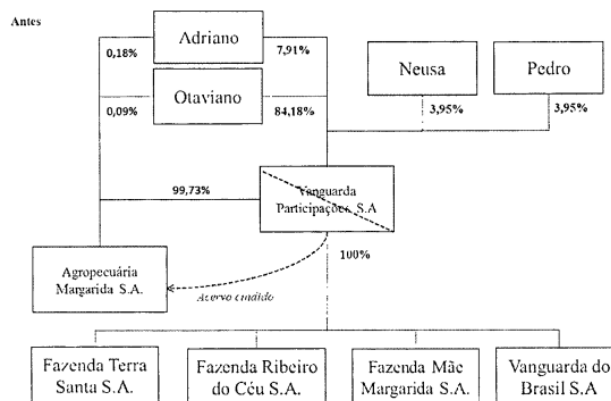 Antes
Adriano
0,18%
7,91%
Neusa
Pedro
Otaviano
0,09%
84,18%
3,95%
3,95%
99,73%
Vanguarda
Participações S.A
Agropecuária
Margarida S.A.
100%
Acervo cindido
Fazenda Terra
Santa S.A.
Fazenda Ribeiro
do Céu S.A.
Fazenda Mãe
Margarida S.A.
Vanguarda do
Brasil S.A